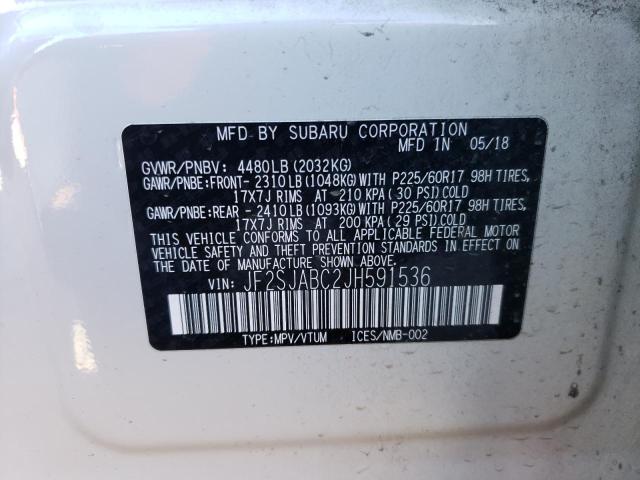 MFD BY SUBARU CORPORATION
MFD IN 05/18
GVWR/PNBV: 4480LB(2032KG)
GAWR/PNBE:FRONT- 2310LB(1048KG)WITH P225/60R17 98H TIRES,
17X7J RIMS AT 210 KPA(30 PSI)COLD
GAWR/PNBE:REAR - 2410LB(1093KG)WITH P225/60R17 98H TIRES,
17X7J RIMS AT 200 KPA(29 PSI)COLD
THIS VEHICLE CONFORMS TO ALL APPLICABLE FEDERAL MOTOR
VEHICLE SAFETY AND THEFT PREVENTION STANDARDS IN EFFECT ON
THE DATE OF MANUFACTURE SHOWN ABOVE.
VIN: JF2SJABC2JH591536
TYPE:MPV/VTUM ICES/NMB-002